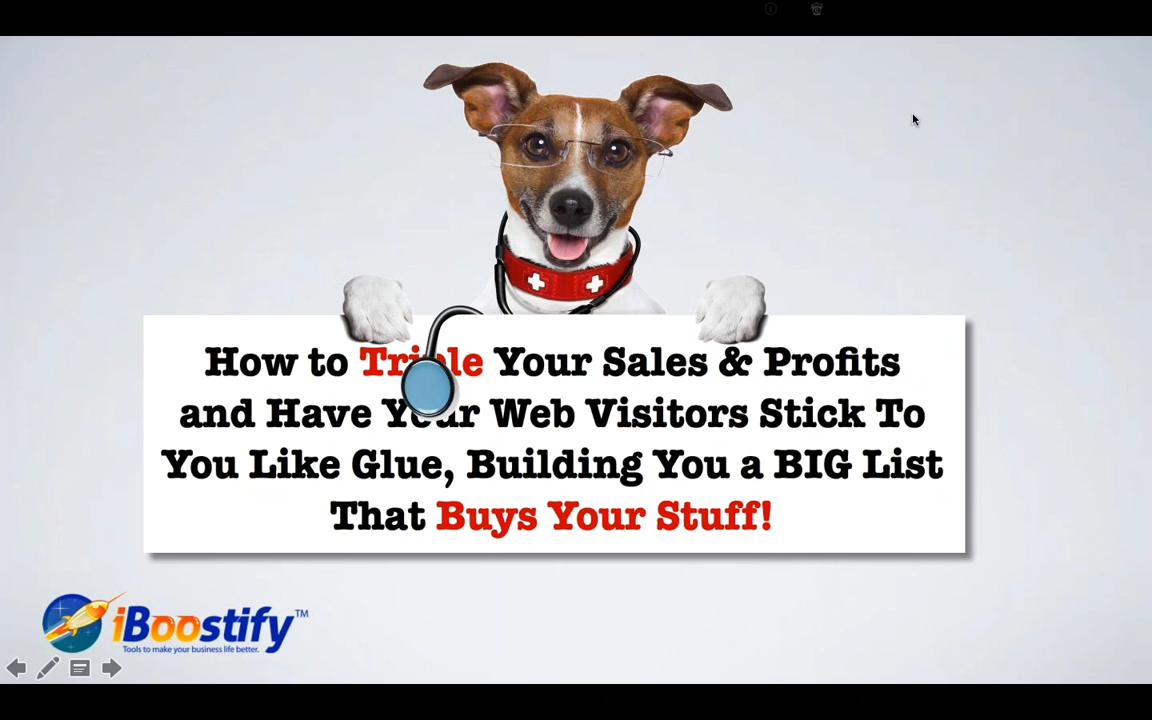 How to Triple Your Sales & Profits
and Have Your Web Visitors Stick To
You Like Glue, Building You a BIG List
That Buys Your Stuff!
iBoostify™
Tools to make your business life better.